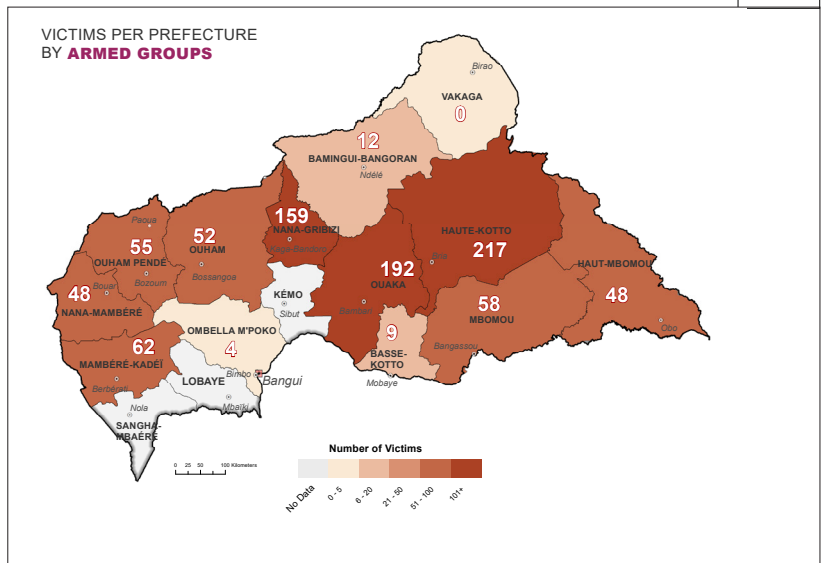 VICTIMS PER PREFECTURE
BY ARMED GROUPS
Birao
VAKAGA
0
12
BAMINGUI-BANGORAN
Ndélé
159
NANA-GRIBIZI
Kaga-Bandoro
HAUTE-KOTTO
217
Bria
Paoua
55
OUHAM PENDÉ
Bozoum
52
OUHAM
Bossangoa
192
OUAKA
Bambari
HAUT-MBOMOU
48
Obo
48
Bouar
NANA-MAMBÉRÉ
KÉMO
Sibut
58
MBOMOU
Bangassou
OMBELLA M'POKO
4
Bimbo
Bangui
9
BASSE-
KOTTO
Mobaye
62
MAMBÉRÉ-KADÉÏ
Berbérati
LOBAYE
Mbaïki
Nola
SANGHA-
MBAÉRÉ
0 25 50 100 Kilometers
Number of Victims
No Data
0 - 5
6 - 20
21 - 50
51 - 100
101+